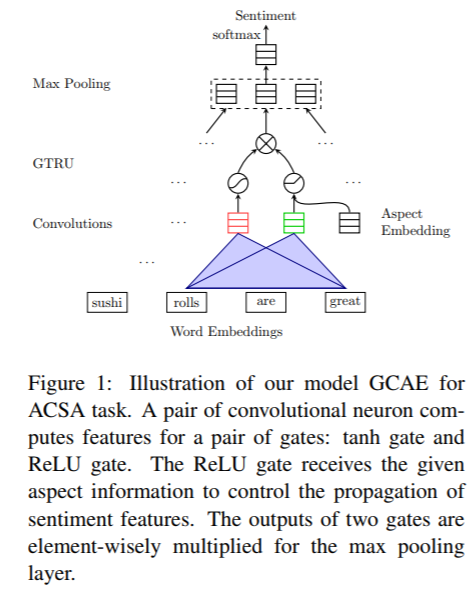 Sentiment
softmax
Max Pooling
. . .
. . .
GTRU
. . .
. . .
Convolutions
. . .
Aspect
Embedding
. . .
sushi rolls are great
Word Embeddings
Figure 1: Illustration of our model GCAE for
ACSA task. A pair of convolutional neuron com-
putes features for a pair of gates: tanh gate and
ReLU gate. The ReLU gate receives the given
aspect information to control the propagation of
sentiment features. The outputs of two gates are
element-wisely multiplied for the max pooling
layer.